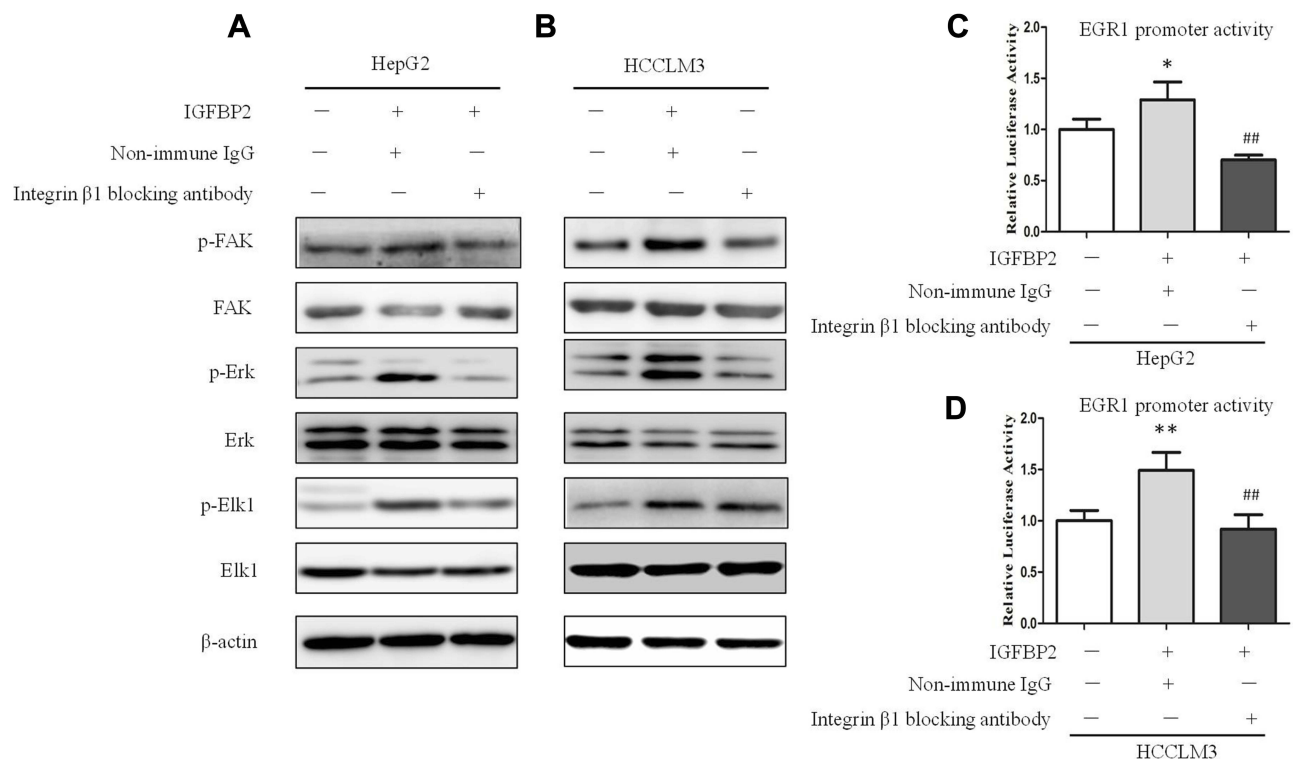 A
HepG2
IGFBP2 — + +
Non-immune IgG — + —
Integrin β1 blocking antibody — — +
p-FAK
FAK
p-Erk
Erk
p-Elk1
Elk1
β-actin
B
HCCLM3
— + —
— + —
— — +
C
EGR1 promoter activity
Relative Luciferase Activity
2.0
1.5
1.0
0.5
0.0
*
##
IGFBP2 — + +
Non-immune IgG — + —
Integrin β1 blocking antibody — — +
HepG2
D
EGR1 promoter activity
Relative Luciferase Activity
2.0
1.5
1.0
0.5
0.0
**
##
IGFBP2 — + +
Non-immune IgG — + —
Integrin β1 blocking antibody — — +
HCCLM3